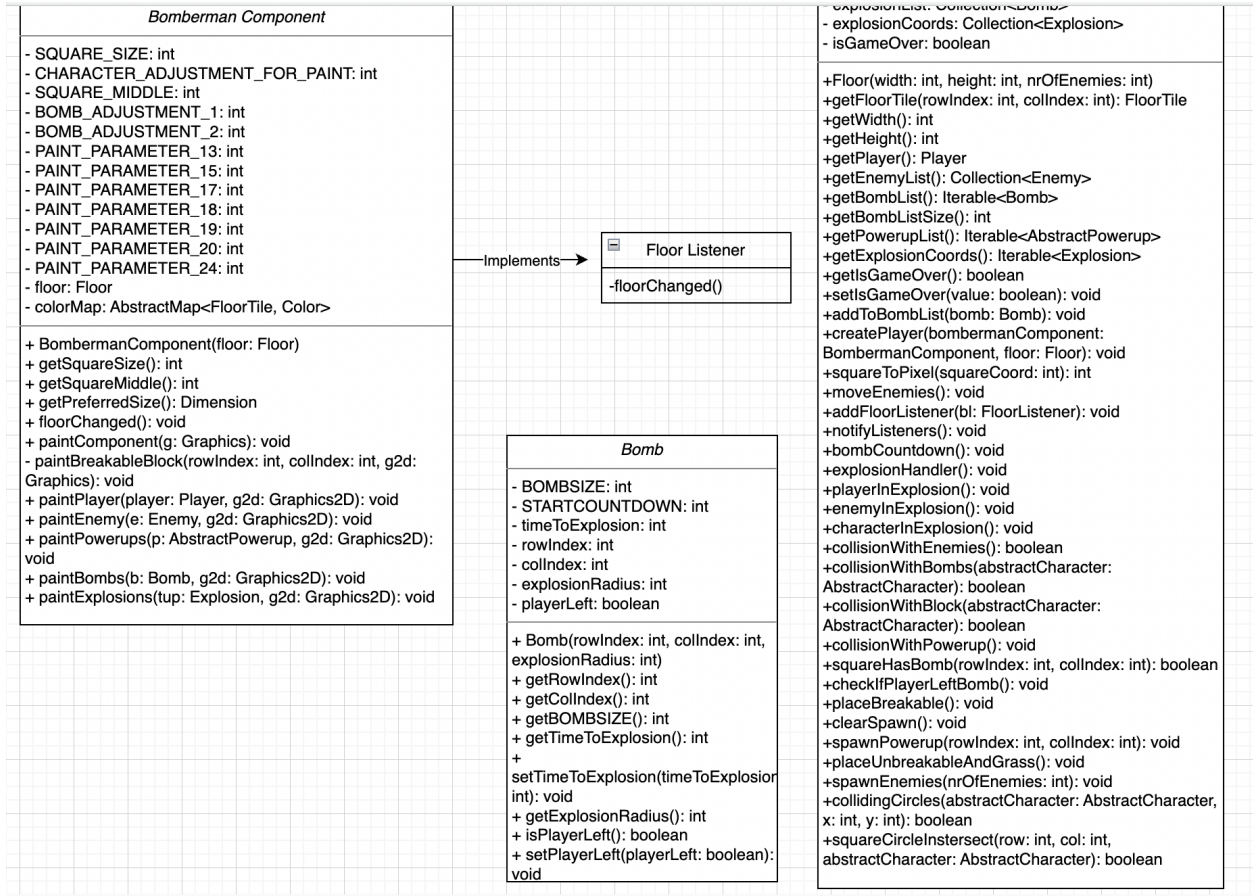 Bomberman Component
- SQUARE_SIZE: int
- CHARACTER_ADJUSTMENT_FOR_PAINT: int
- SQUARE_MIDDLE: int
- BOMB_ADJUSTMENT_1: int
- BOMB_ADJUSTMENT_2: int
- PAINT_PARAMETER_13: int
- PAINT_PARAMETER_15: int
- PAINT_PARAMETER_17: int
- PAINT_PARAMETER_18: int
- PAINT_PARAMETER_19: int
- PAINT_PARAMETER_20: int
- PAINT_PARAMETER_24: int
- floor: Floor
- colorMap: AbstractMap<FloorTile, Color>
+ BombermanComponent(floor: Floor)
+ getSquareSize(): int
+ getSquareMiddle(): int
+ getPreferredSize(): Dimension
+ floorChanged(): void
+ paintComponent(g: Graphics): void
- paintBreakableBlock(rowIndex: int, colIndex: int, g2d:
Graphics): void
+ paintPlayer(player: Player, g2d: Graphics2D): void
+ paintEnemy(e: Enemy, g2d: Graphics2D): void
+ paintPowerups(p: AbstractPowerup, g2d: Graphics2D):
void
+ paintBombs(b: Bomb, g2d: Graphics2D): void
+ paintExplosions(tup: Explosion, g2d: Graphics2D): void
Implements
Floor Listener
-floorChanged()
Bomb
- BOMBSIZE: int
- STARTCOUNTDOWN: int
- timeToExplosion: int
- rowIndex: int
- colIndex: int
- explosionRadius: int
- playerLeft: boolean
+ Bomb(rowIndex: int, colIndex: int,
explosionRadius: int)
+ getRowIndex(): int
+ getColIndex(): int
+ getBOMBSIZE(): int
+ getTimeToExplosion(): int
+
setTimeToExplosion(timeToExplosion
int): void
+ getExplosionRadius(): int
+ isPlayerLeft(): boolean
+ setPlayerLeft(playerLeft: boolean):
void
- explosionList: Collection<Bomb>
- explosionCoords: Collection<Explosion>
- isGameOver: boolean
+Floor(width: int, height: int, nrOfEnemies: int)
+getFloorTile(rowIndex: int, colIndex: int): FloorTile
+getWidth(): int
+getHeight(): int
+getPlayer(): Player
+getEnemyList(): Collection<Enemy>
+getBombList(): Iterable<Bomb>
+getBombListSize(): int
+getPowerupList(): Iterable<AbstractPowerup>
+getExplosionCoords(): Iterable<Explosion>
+getIsGameOver(): boolean
+setIsGameOver(value: boolean): void
+addToBombList(bomb: Bomb): void
+createPlayer(bombermanComponent:
BombermanComponent, floor: Floor): void
+squareToPixel(squareCoord: int): int
+moveEnemies(): void
+addFloorListener(bl: FloorListener): void
+notifyListeners(): void
+bombCountdown(): void
+explosionHandler(): void
+playerInExplosion(): void
+enemyInExplosion(): void
+characterInExplosion(): void
+collisionWithEnemies(): boolean
+collisionWithBombs(abstractCharacter:
AbstractCharacter): boolean
+collisionWithBlock(abstractCharacter:
AbstractCharacter): boolean
+collisionWithPowerup(): void
+squareHasBomb(rowIndex: int, colIndex: int): boolean
+checkIfPlayerLeftBomb(): void
+placeBreakable(): void
+clearSpawn(): void
+spawnPowerup(rowIndex: int, colIndex: int): void
+placeUnbreakableAndGrass(): void
+spawnEnemies(nrOfEnemies: int): void
+collidingCircles(abstractCharacter: AbstractCharacter,
x: int, y: int): boolean
+squareCircleInstersect(row: int, col: int,
abstractCharacter: AbstractCharacter): boolean